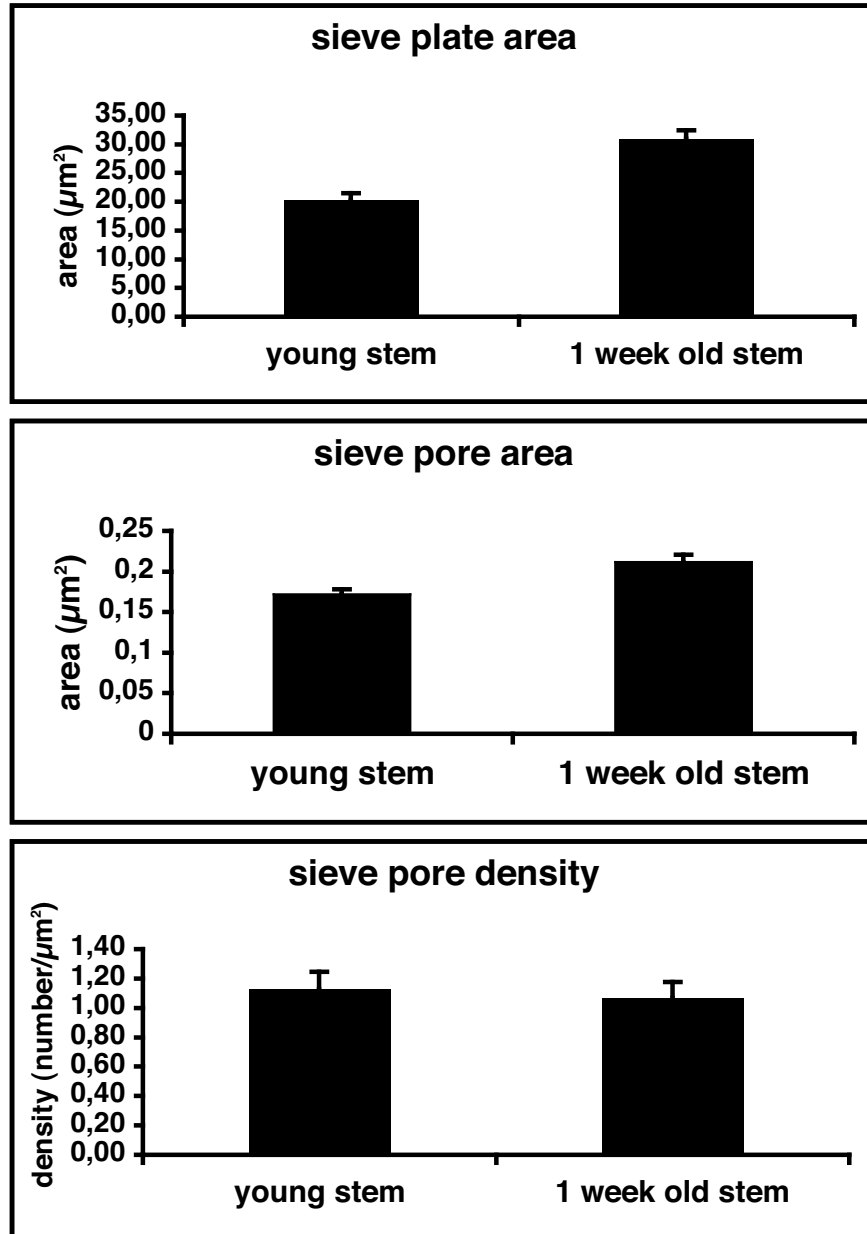 sieve plate area
area (µm²)
35,00
30,00
25,00
20,00
15,00
10,00
5,00
0,00
young stem 1 week old stem
sieve pore area
area (µm²)
0,25
0,2
0,15
0,1
0,05
0
young stem 1 week old stem
sieve pore density
density (number/µm²)
1,40
1,20
1,00
0,80
0,60
0,40
0,20
0,00
young stem 1 week old stem